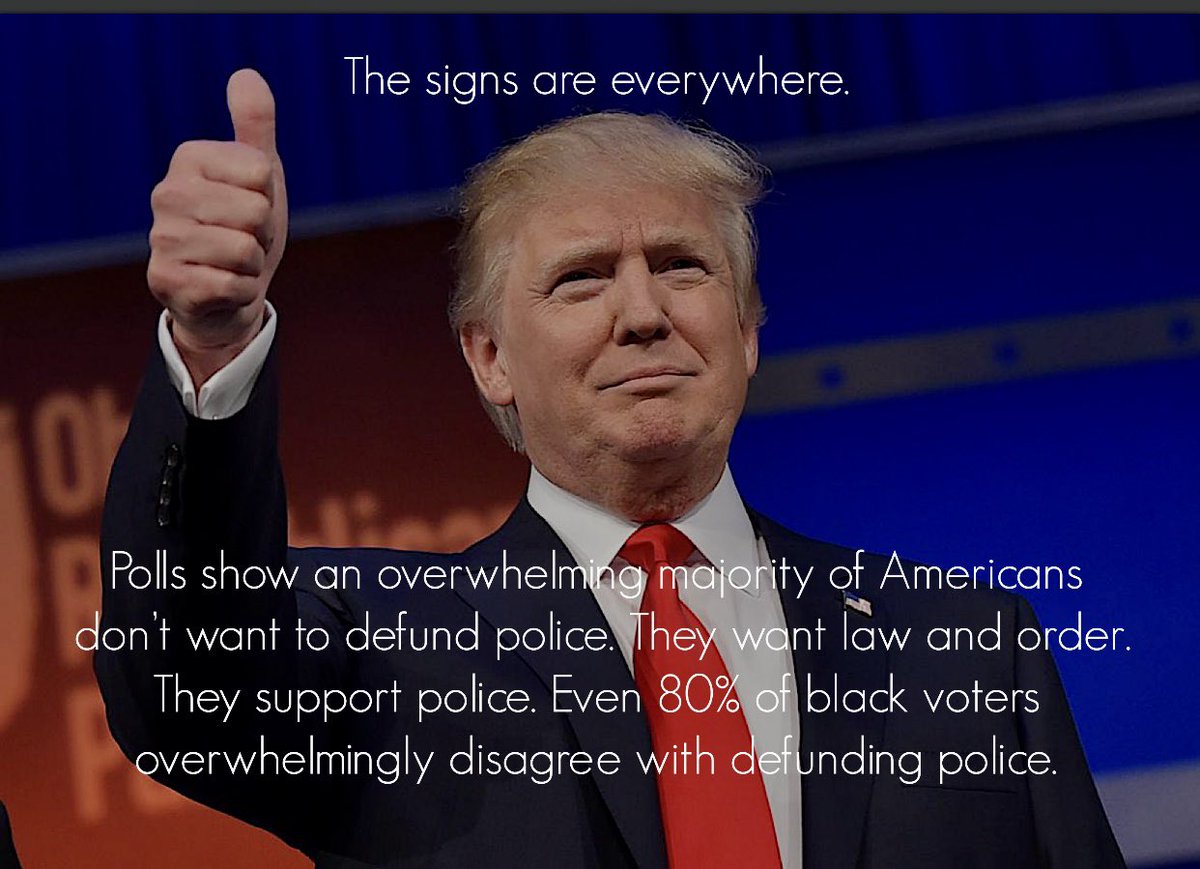 The signs are everywhere.
Polls show an overwhelming majority of Americans
don't want to defund police. They want law and order.
They support police. Even 80% of black voters
overwhelmingly disagree with defunding police.